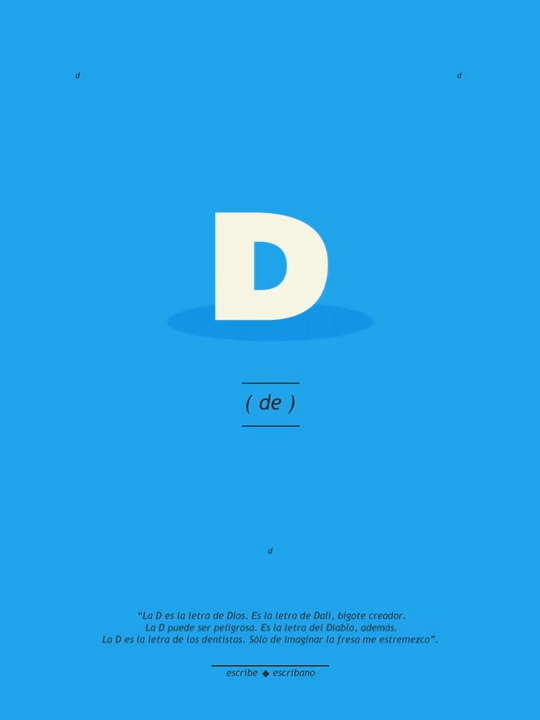 d d
D
( de )
d
“La D es la letra de Dios. Es la letra de Dalì, bigote creador.
La D puede ser peligrosa. Es la letra del Diablo, además.
La D es la letra de los dentistas. Sólo de imaginar la fresa me estremezco”.
escribe ◆ escribano